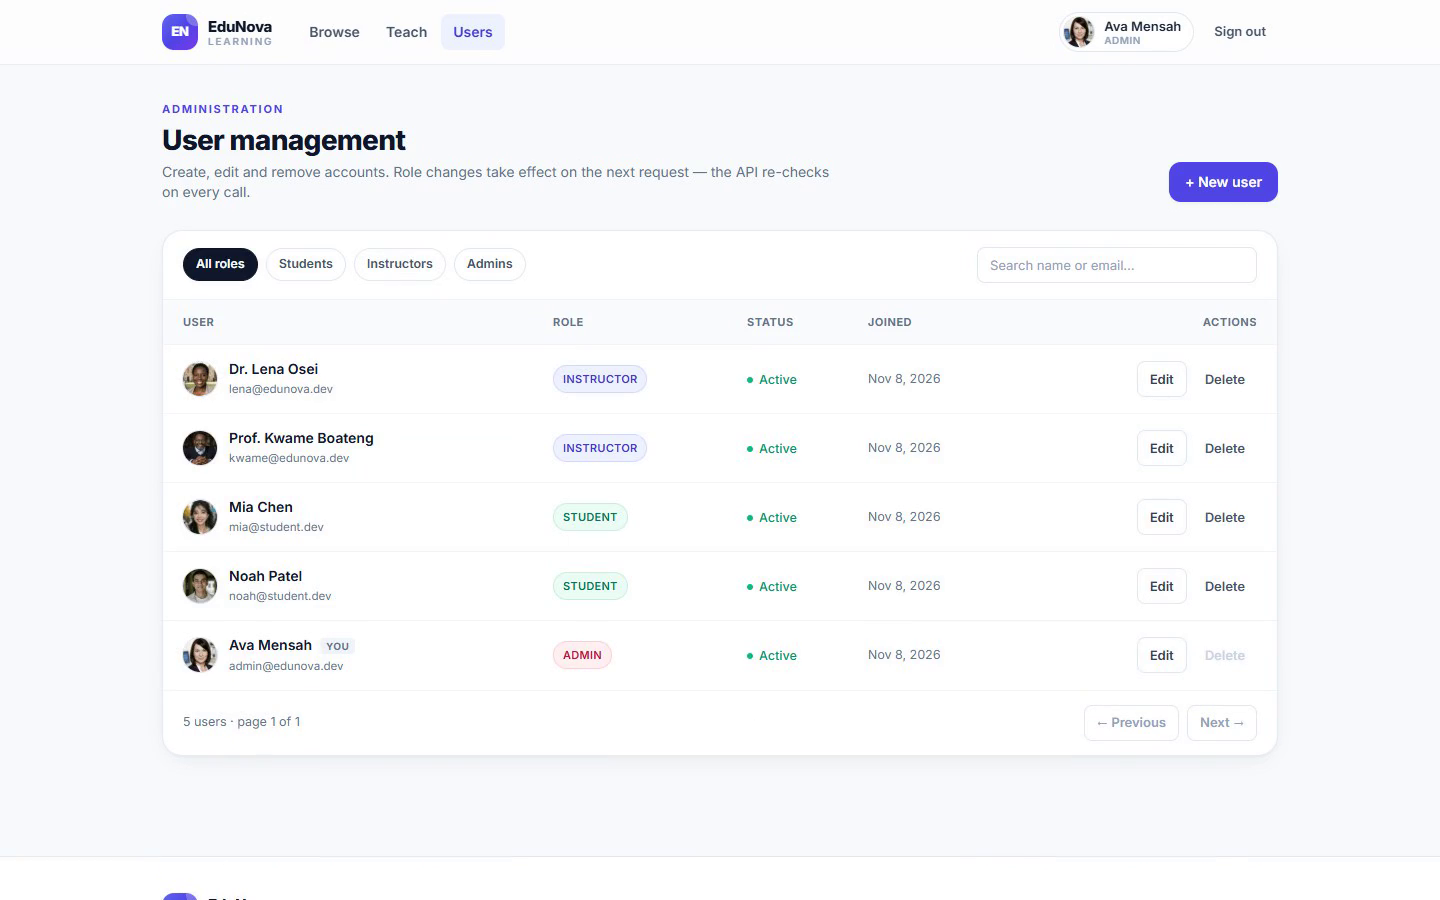 EN
EduNova
LEARNING
Browse
Teach
Users
Ava Mensah
ADMIN
Sign out
ADMINISTRATION
User management
Create, edit and remove accounts. Role changes take effect on the next request — the API re-checks
on every call.
+ New user
All roles
Students
Instructors
Admins
Search name or email...
USER
ROLE
STATUS
JOINED
ACTIONS
Dr. Lena Osei
lena@edunova.dev
INSTRUCTOR
Active
Nov 8, 2026
Edit
Delete
Prof. Kwame Boateng
kwame@edunova.dev
INSTRUCTOR
Active
Nov 8, 2026
Edit
Delete
Mia Chen
mia@student.dev
STUDENT
Active
Nov 8, 2026
Edit
Delete
Noah Patel
noah@student.dev
STUDENT
Active
Nov 8, 2026
Edit
Delete
Ava Mensah YOU
admin@edunova.dev
ADMIN
Active
Nov 8, 2026
Edit
Delete
5 users · page 1 of 1
← Previous
Next →